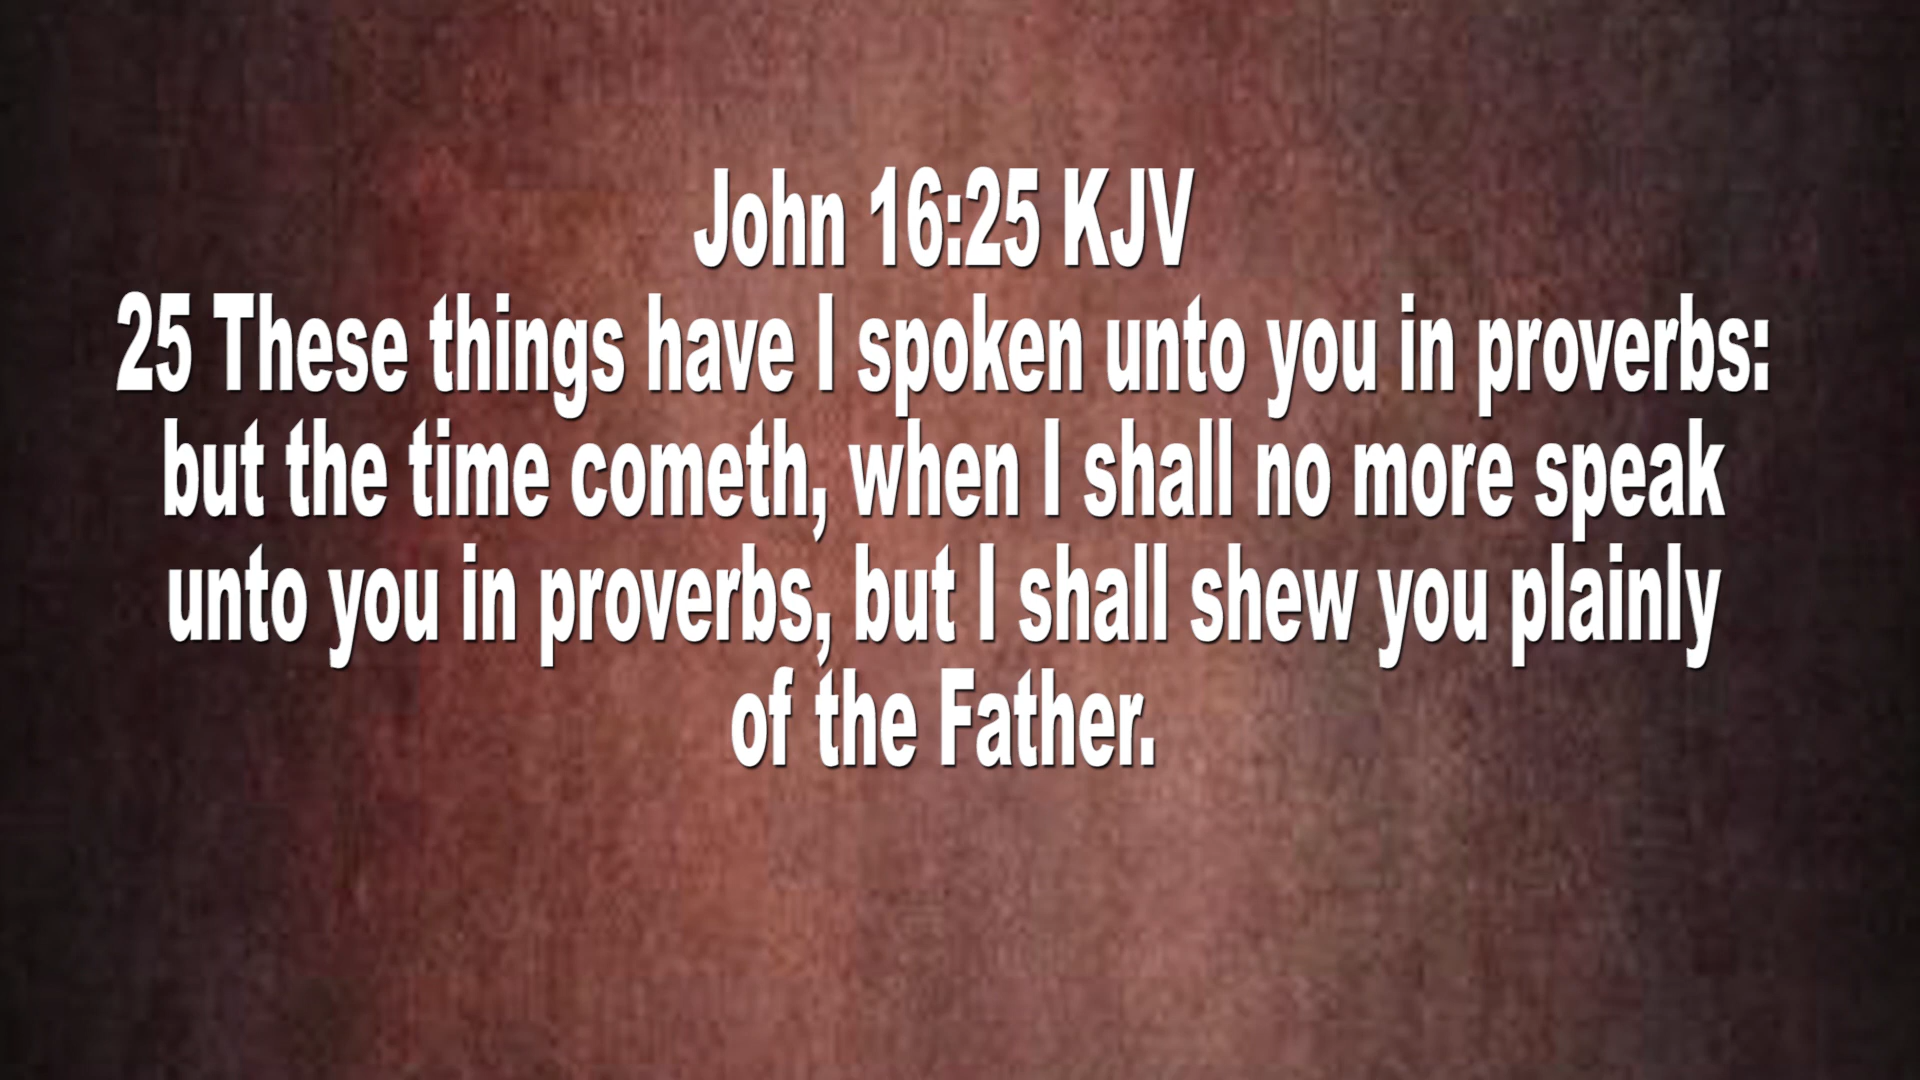 John 16:25 KJV
25 These things have I spoken unto you in proverbs:
but the time cometh, when I shall no more speak
unto you in proverbs, but I shall shew you plainly
of the Father.